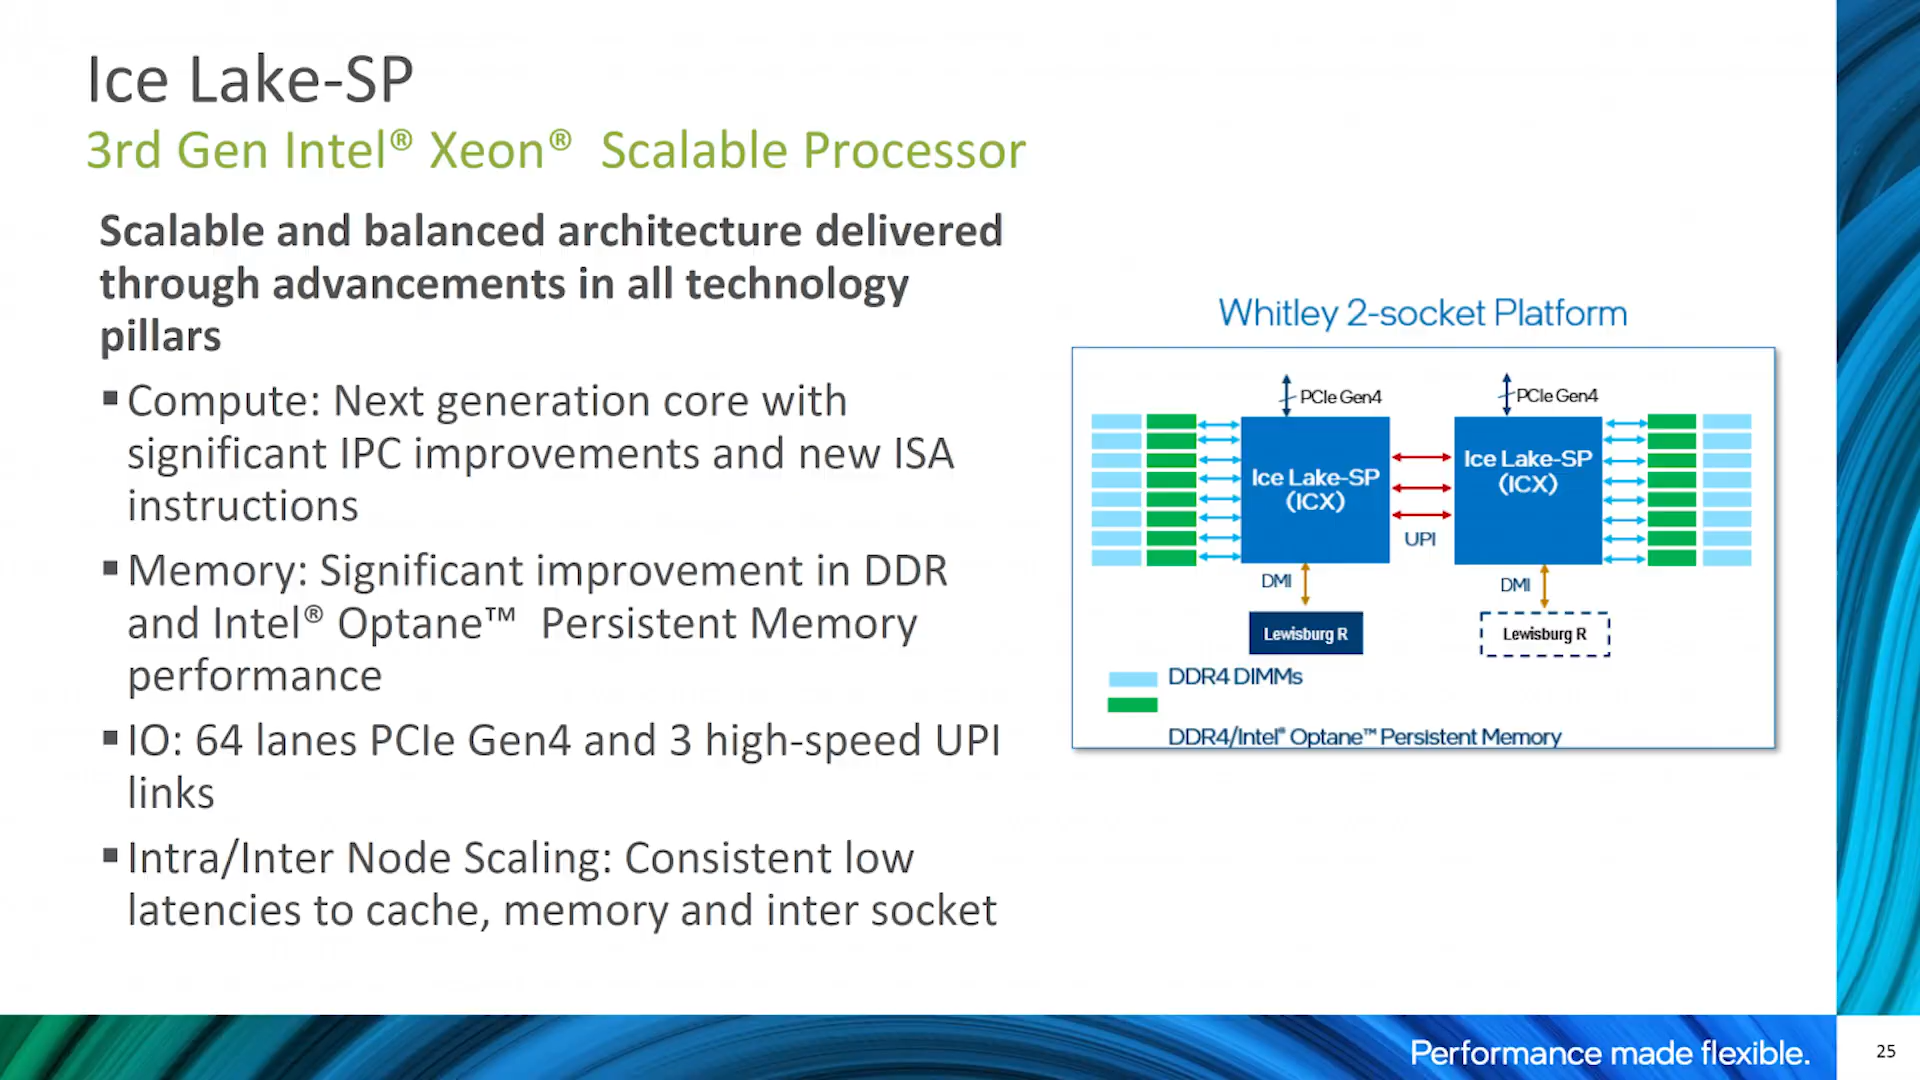 Ice Lake-SP
3rd Gen Intel® Xeon® Scalable Processor
Scalable and balanced architecture delivered
through advancements in all technology
pillars
▪Compute: Next generation core with
significant IPC improvements and new ISA
instructions
▪Memory: Significant improvement in DDR
and Intel® Optane™ Persistent Memory
performance
▪IO: 64 lanes PCIe Gen4 and 3 high-speed UPI
links
▪Intra/Inter Node Scaling: Consistent low
latencies to cache, memory and inter socket
Whitley 2-socket Platform
PCIe Gen4
PCIe Gen4
Ice Lake-SP
(ICX)
Ice Lake-SP
(ICX)
UPI
DMI
DMI
Lewisburg R
Lewisburg R
DDR4 DIMMs
DDR4/Intel® Optane™ Persistent Memory
Performance made flexible.
25